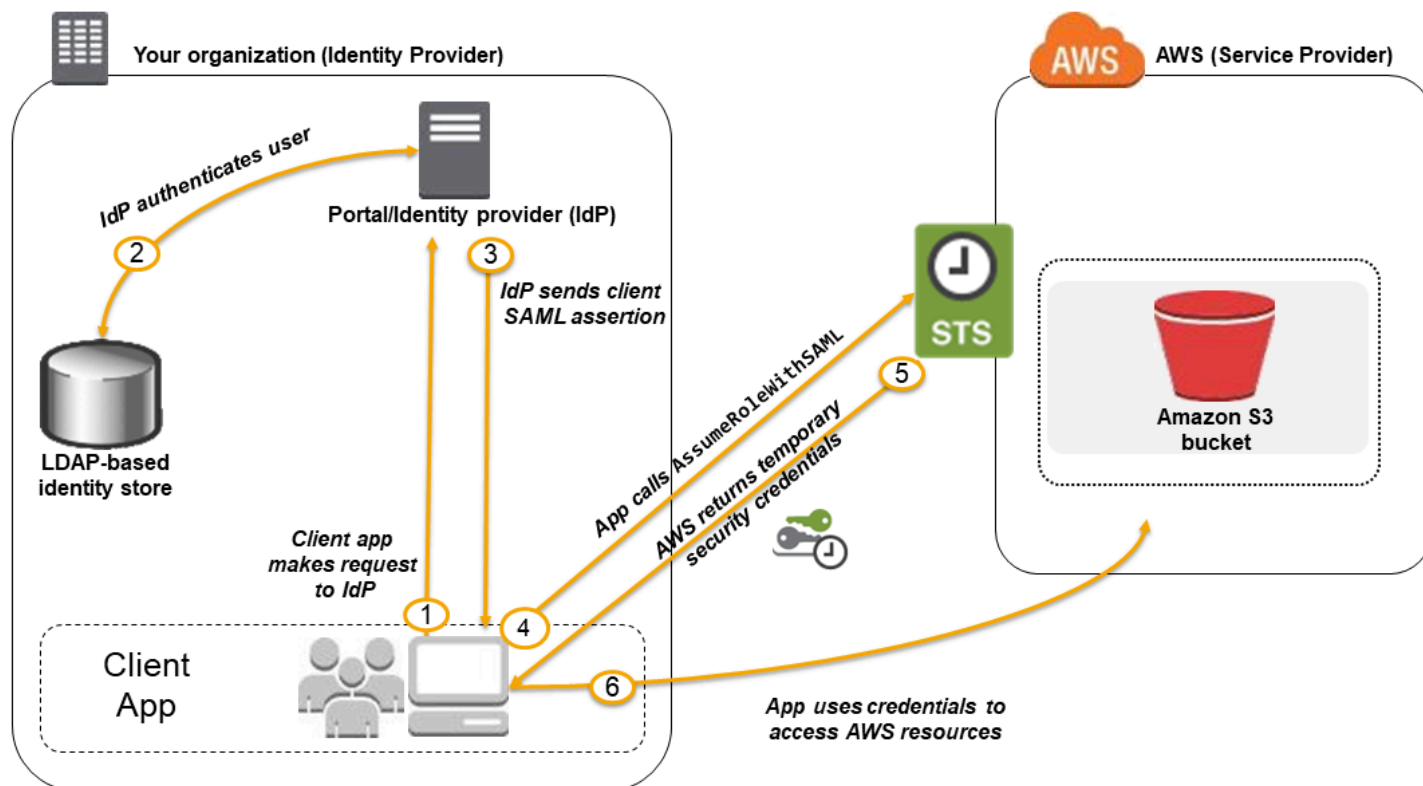 Your organization (Identity Provider)
AWS
AWS (Service Provider)
IdP authenticates user
Portal/Identity provider (IdP)
2
3
IdP sends client
SAML assertion
STS
LDAP-based
identity store
App calls AssumeRoleWithSAML
5
AWS returns temporary
security credentials
Amazon S3
bucket
Client app
makes request
to IdP
1
4
Client
App
6
App uses credentials to
access AWS resources